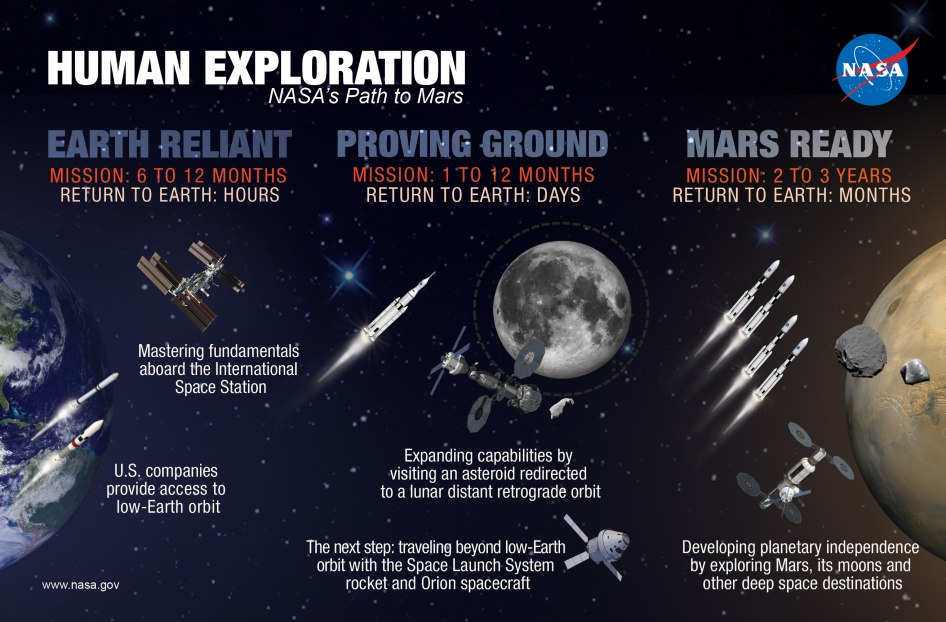 HUMAN EXPLORATION
NASA's Path to Mars
NASA
EARTH RELIANT
MISSION: 6 TO 12 MONTHS
RETURN TO EARTH: HOURS
Mastering fundamentals
aboard the International
Space Station
U.S. companies
provide access to
low-Earth orbit
www.nasa.gov
PROVING GROUND
MISSION: 1 TO 12 MONTHS
RETURN TO EARTH: DAYS
Expanding capabilities by
visiting an asteroid redirected
to a lunar distant retrograde orbit
The next step: traveling beyond low-Earth
orbit with the Space Launch System
rocket and Orion spacecraft
MARS READY
MISSION: 2 TO 3 YEARS
RETURN TO EARTH: MONTHS
Developing planetary independence
by exploring Mars, its moons and
other deep space destinations